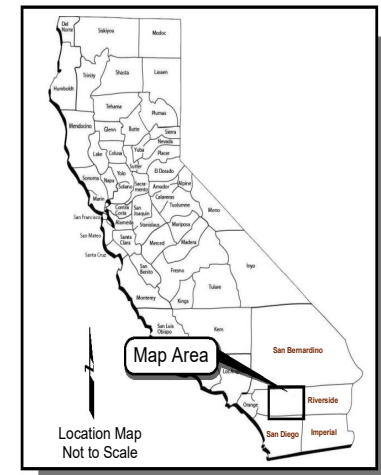 Del
Norte
Siskiyou
Modoc
Trinity
Shasta
Lassen
Humboldt
Tehama
Plumas
Mendocino
Glenn
Butte
Sierra
Nevada
Lake
Colusa
Yuba
Placer
Sutter
El Dorado
Sonoma
Napa
Yolo
Solano
Sacra-
mento
Amador
Alpine
Calaveras
Marin
Contra
Costa
San
Joaquin
Tuolumne
Mono
San Francisco
Alameda
Stanislaus
Mariposa
San Mateo
Santa
Clara
Merced
Madera
Santa Cruz
San
Benito
Fresno
Inyo
Monterey
Kings
Tulare
San Luis
Obispo
Kern
San Bernardino
Map Area
Orange
Riverside
San Diego
Imperial
Location Map
Not to Scale